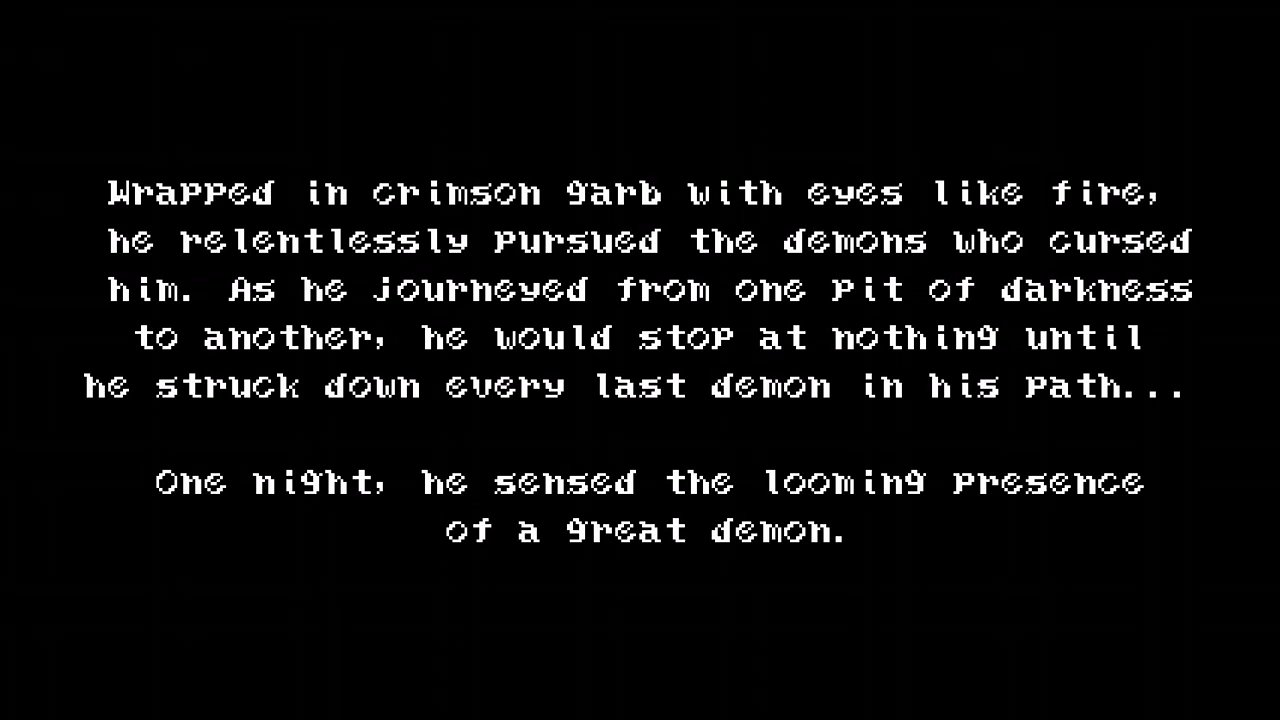 Wrapped in crimson garb with eyes like fire,
he relentlessly pursued the demons who cursed
him. As he journeyed from one pit of darkness
to another, he would stop at nothing until
he struck down every last demon in his path...
One night, he sensed the looming presence
of a great demon.